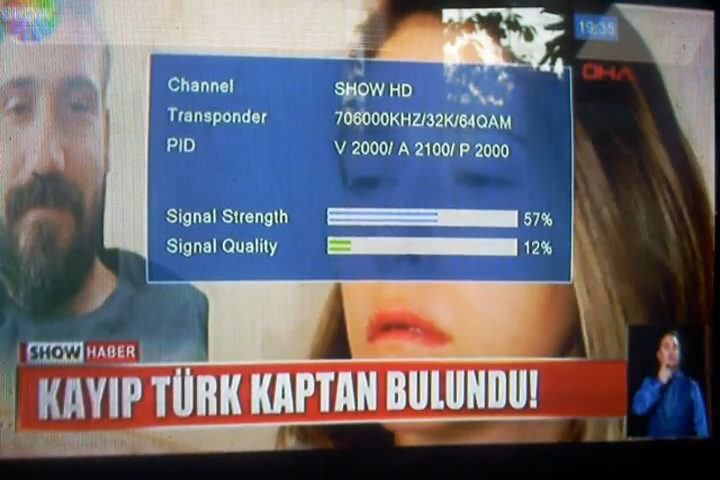 19:35
DHA
Channel SHOW HD
Transponder 706000KHZ/32K/64QAM
PID V 2000/ A 2100/ P 2000
Signal Strength 57%
Signal Quality 12%
SHOW HABER
KAYIP TÜRK KAPTAN BULUNDU!